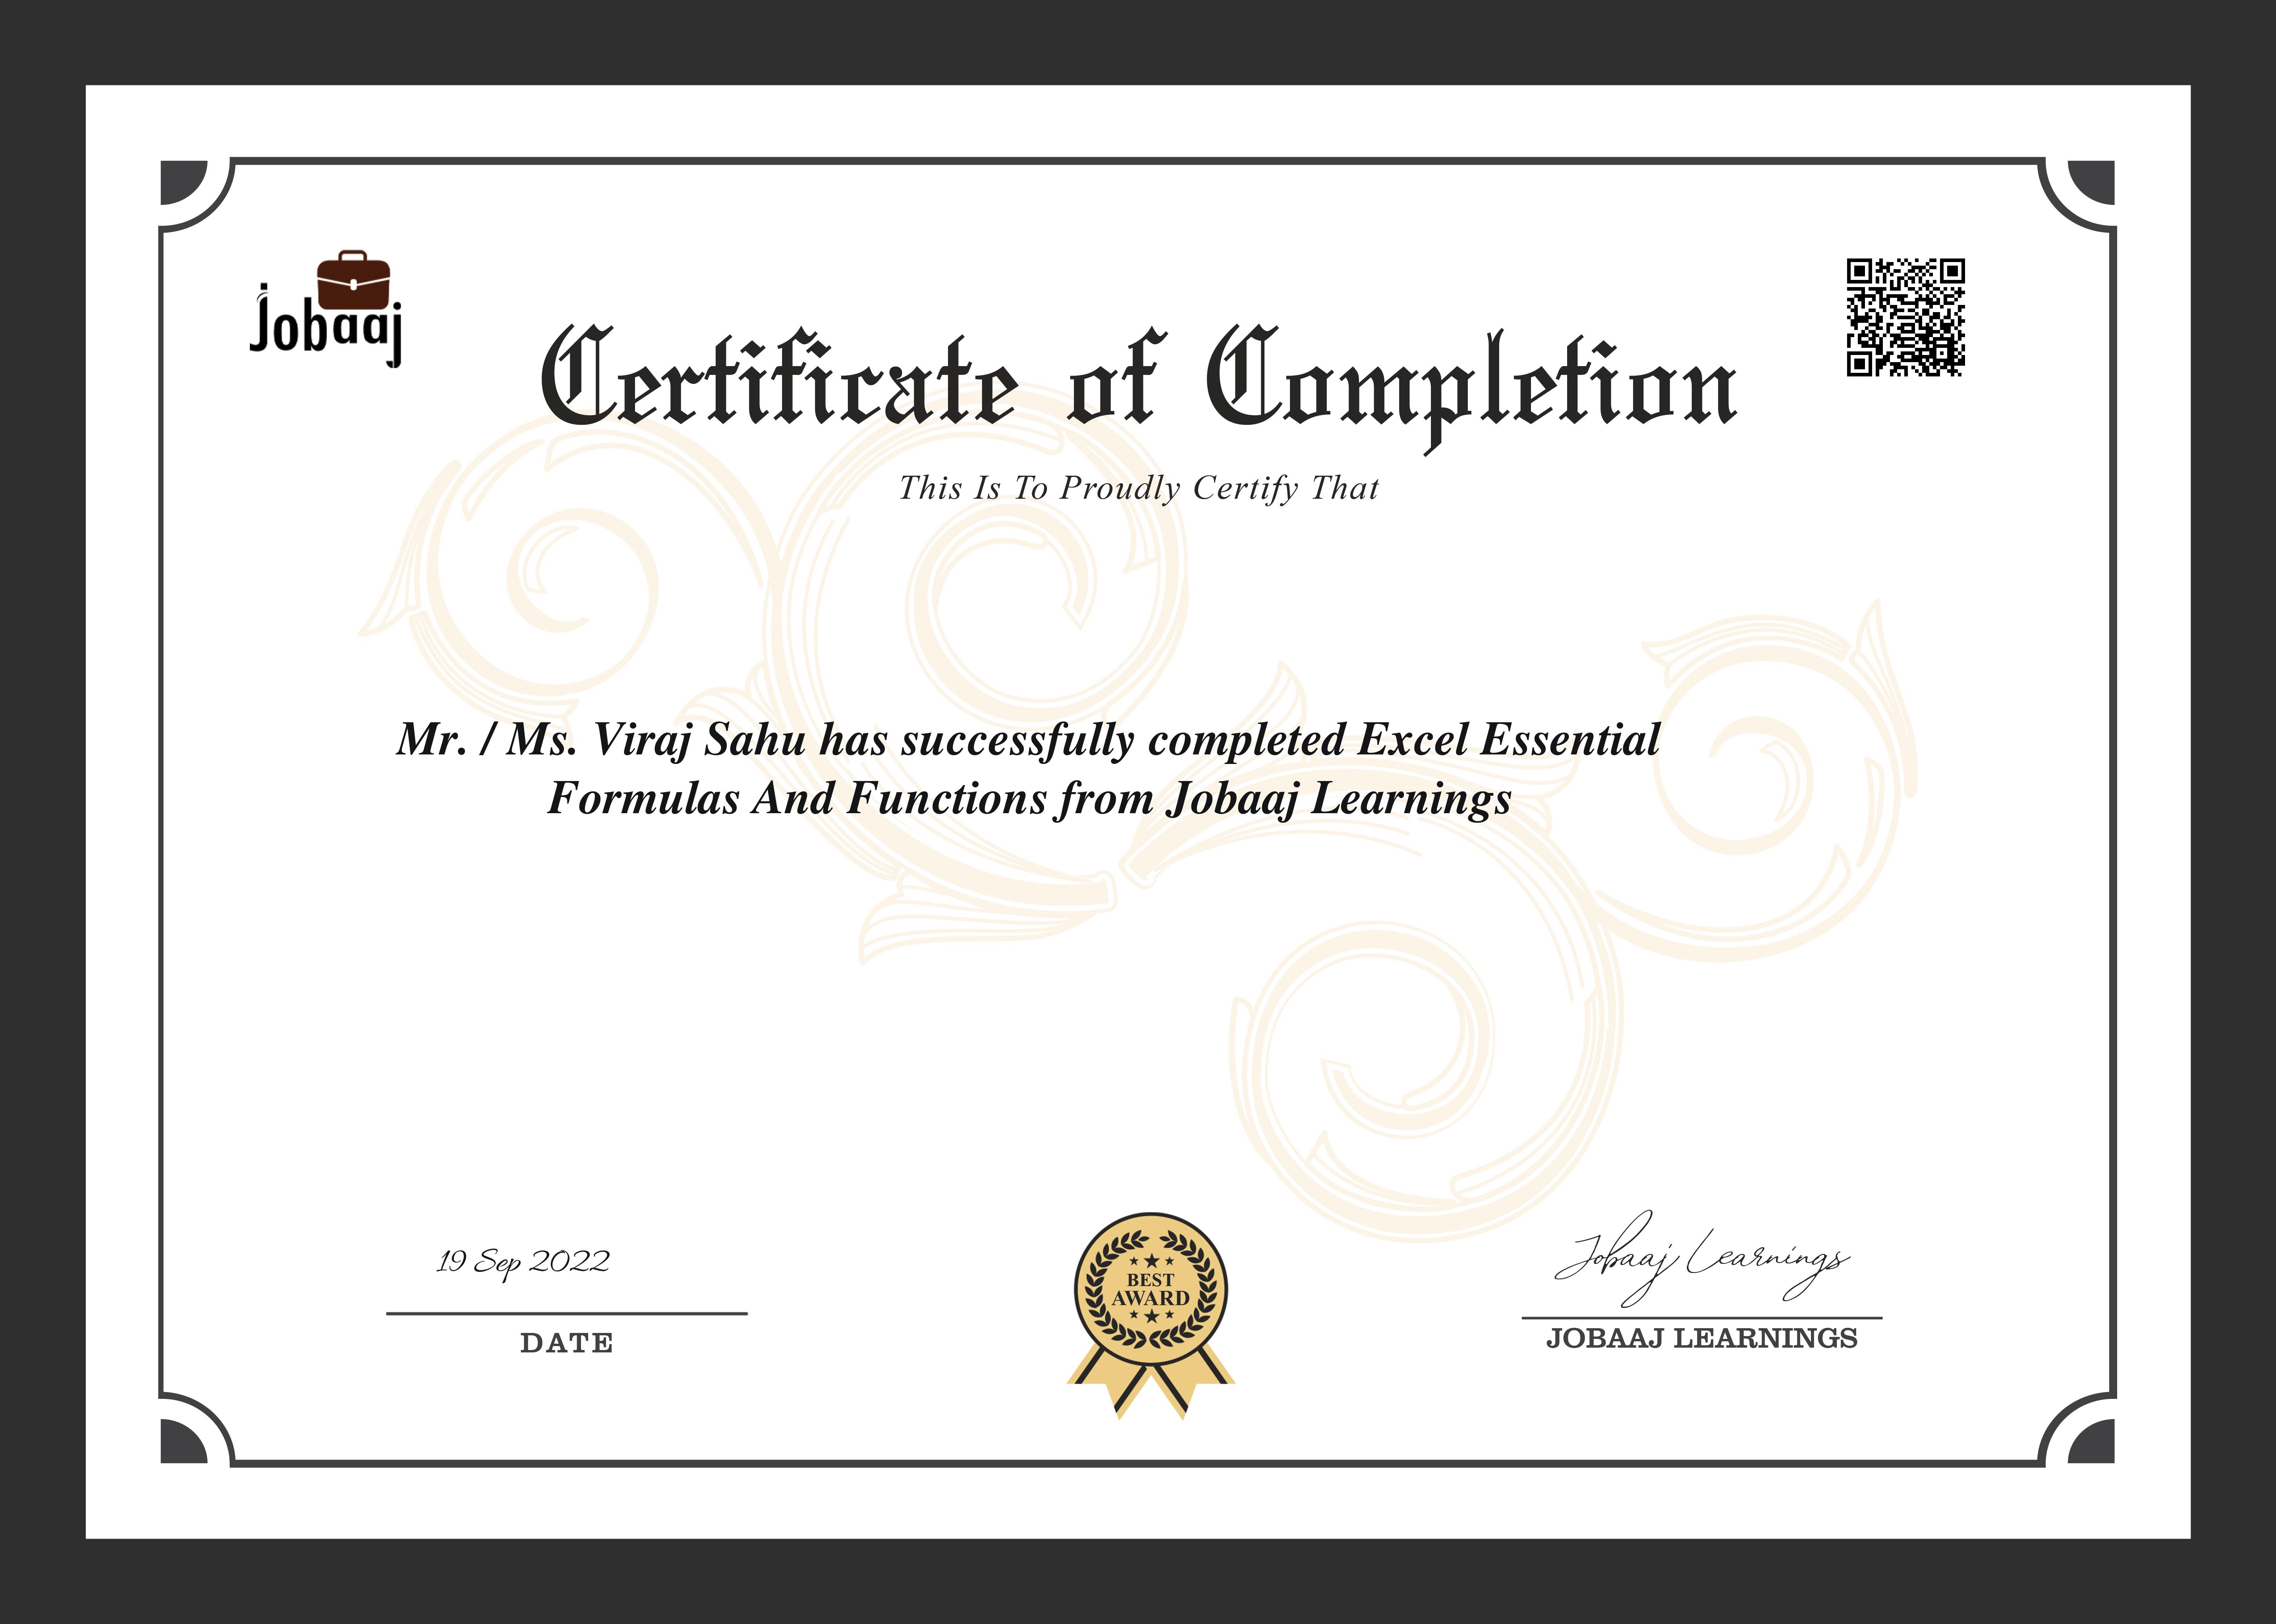 Jobaaj
Certificate of Completion
This Is To Proudly Certify That
Mr. / Ms. Viraj Sahu has successfully completed Excel Essential
Formulas And Functions from Jobaaj Learnings
19 Sep 2022
DATE
BEST
AWARD
Jobaaj Learnings
JOBAAJ LEARNINGS